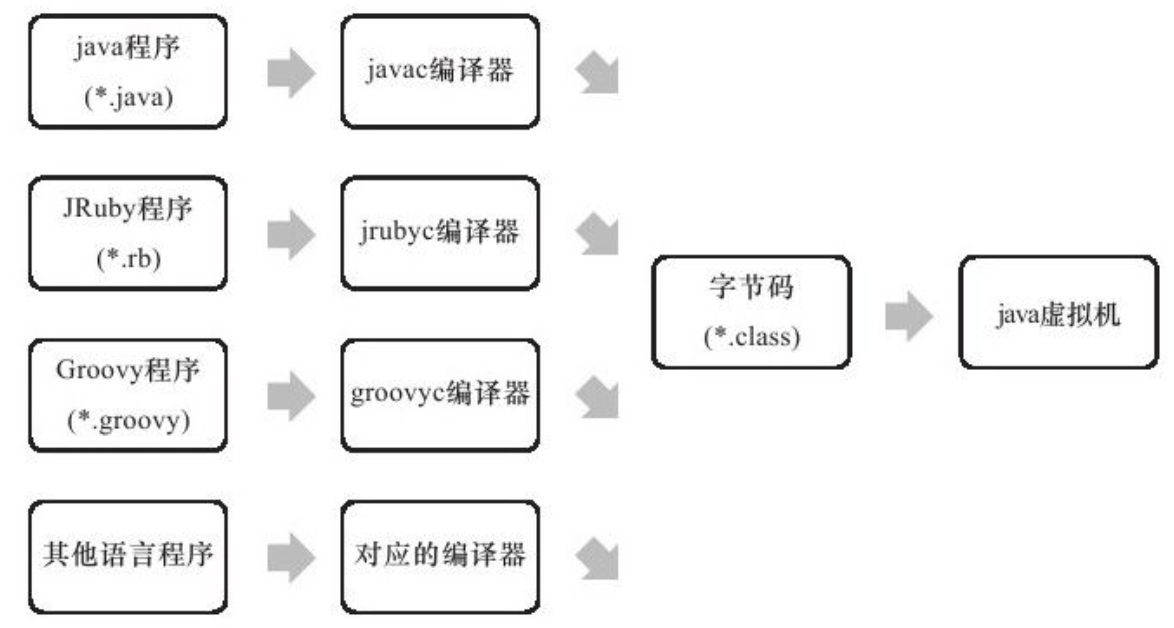 java程序
(*.java)
javac编译器
JRuby程序
(*.rb)
jrubyc编译器
Groovy程序
(*.groovy)
groovyc编译器
其他语言程序
对应的编译器
字节码
(*.class)
java虚拟机